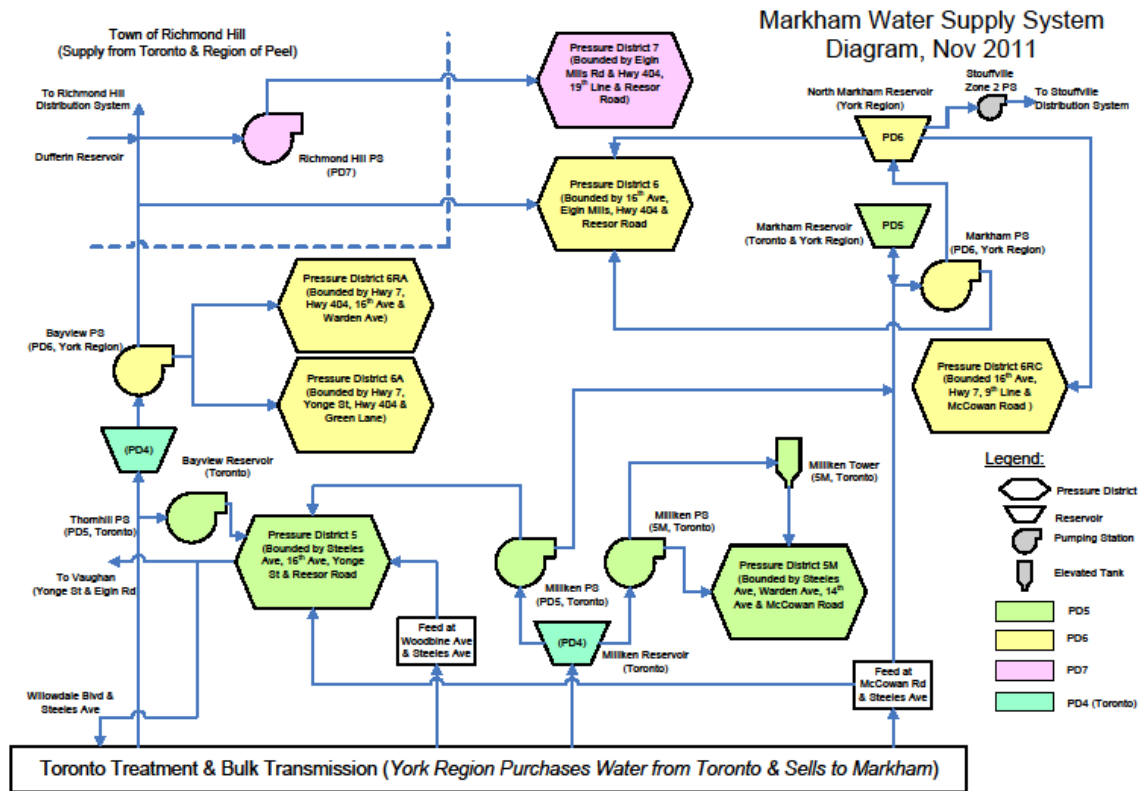 Town of Richmond Hill
(Supply from Toronto & Region of Peel)
Markham Water Supply System
Diagram, Nov 2011
Pressure District 7
(Bounded by Elgin
Mills Rd & Hwy 404,
19th Line & Reesor
Road)
To Richmond Hill
Distribution System
Dufferin Reservoir
Richmond Hill PS
(PD7)
North Markham Reservoir
(York Region)
PD6
Stouffville
Zone 2 PS
To Stouffville
Distribution System
Pressure District 6
(Bounded by 16th Ave,
Elgin Mills, Hwy 404 &
Reesor Road
Markham Reservoir
(Toronto & York Region)
PD5
Markham PS
(PD6, York Region)
Pressure District 6RA
(Bounded by Hwy 7,
Hwy 404, 16th Ave &
Warden Ave)
Bayview PS
(PD6, York Region)
Pressure District 6A
(Bounded by Hwy 7,
Yonge St, Hwy 404 &
Green Lane)
Pressure District 6RC
(Bounded 16th Ave,
Hwy 7, 9th Line &
McCowan Road )
(PD4)
Bayview Reservoir
(Toronto)
Thornhill PS
(PD5, Toronto)
To Vaughan
(Yonge St & Elgin Rd)
Pressure District 5
(Bounded by Steeles
Ave, 16th Ave, Yonge
St & Reesor Road)
Milliken PS
(PD5, Toronto)
Milliken PS
(5M, Toronto)
Milliken Tower
(5M, Toronto)
Pressure District 5M
(Bounded by Steeles
Ave, Warden Ave, 14th
Ave & McCowan Road
(PD4)
Milliken Reservoir
(Toronto)
Feed at
Woodbine Ave
& Steeles Ave
Feed at
McCowan Rd
& Steeles Ave
Willowdale Blvd &
Steeles Ave
Legend:
Pressure District
Reservoir
Pumping Station
Elevated Tank
PD5
PD6
PD7
PD4 (Toronto)
Toronto Treatment & Bulk Transmission (York Region Purchases Water from Toronto & Sells to Markham)